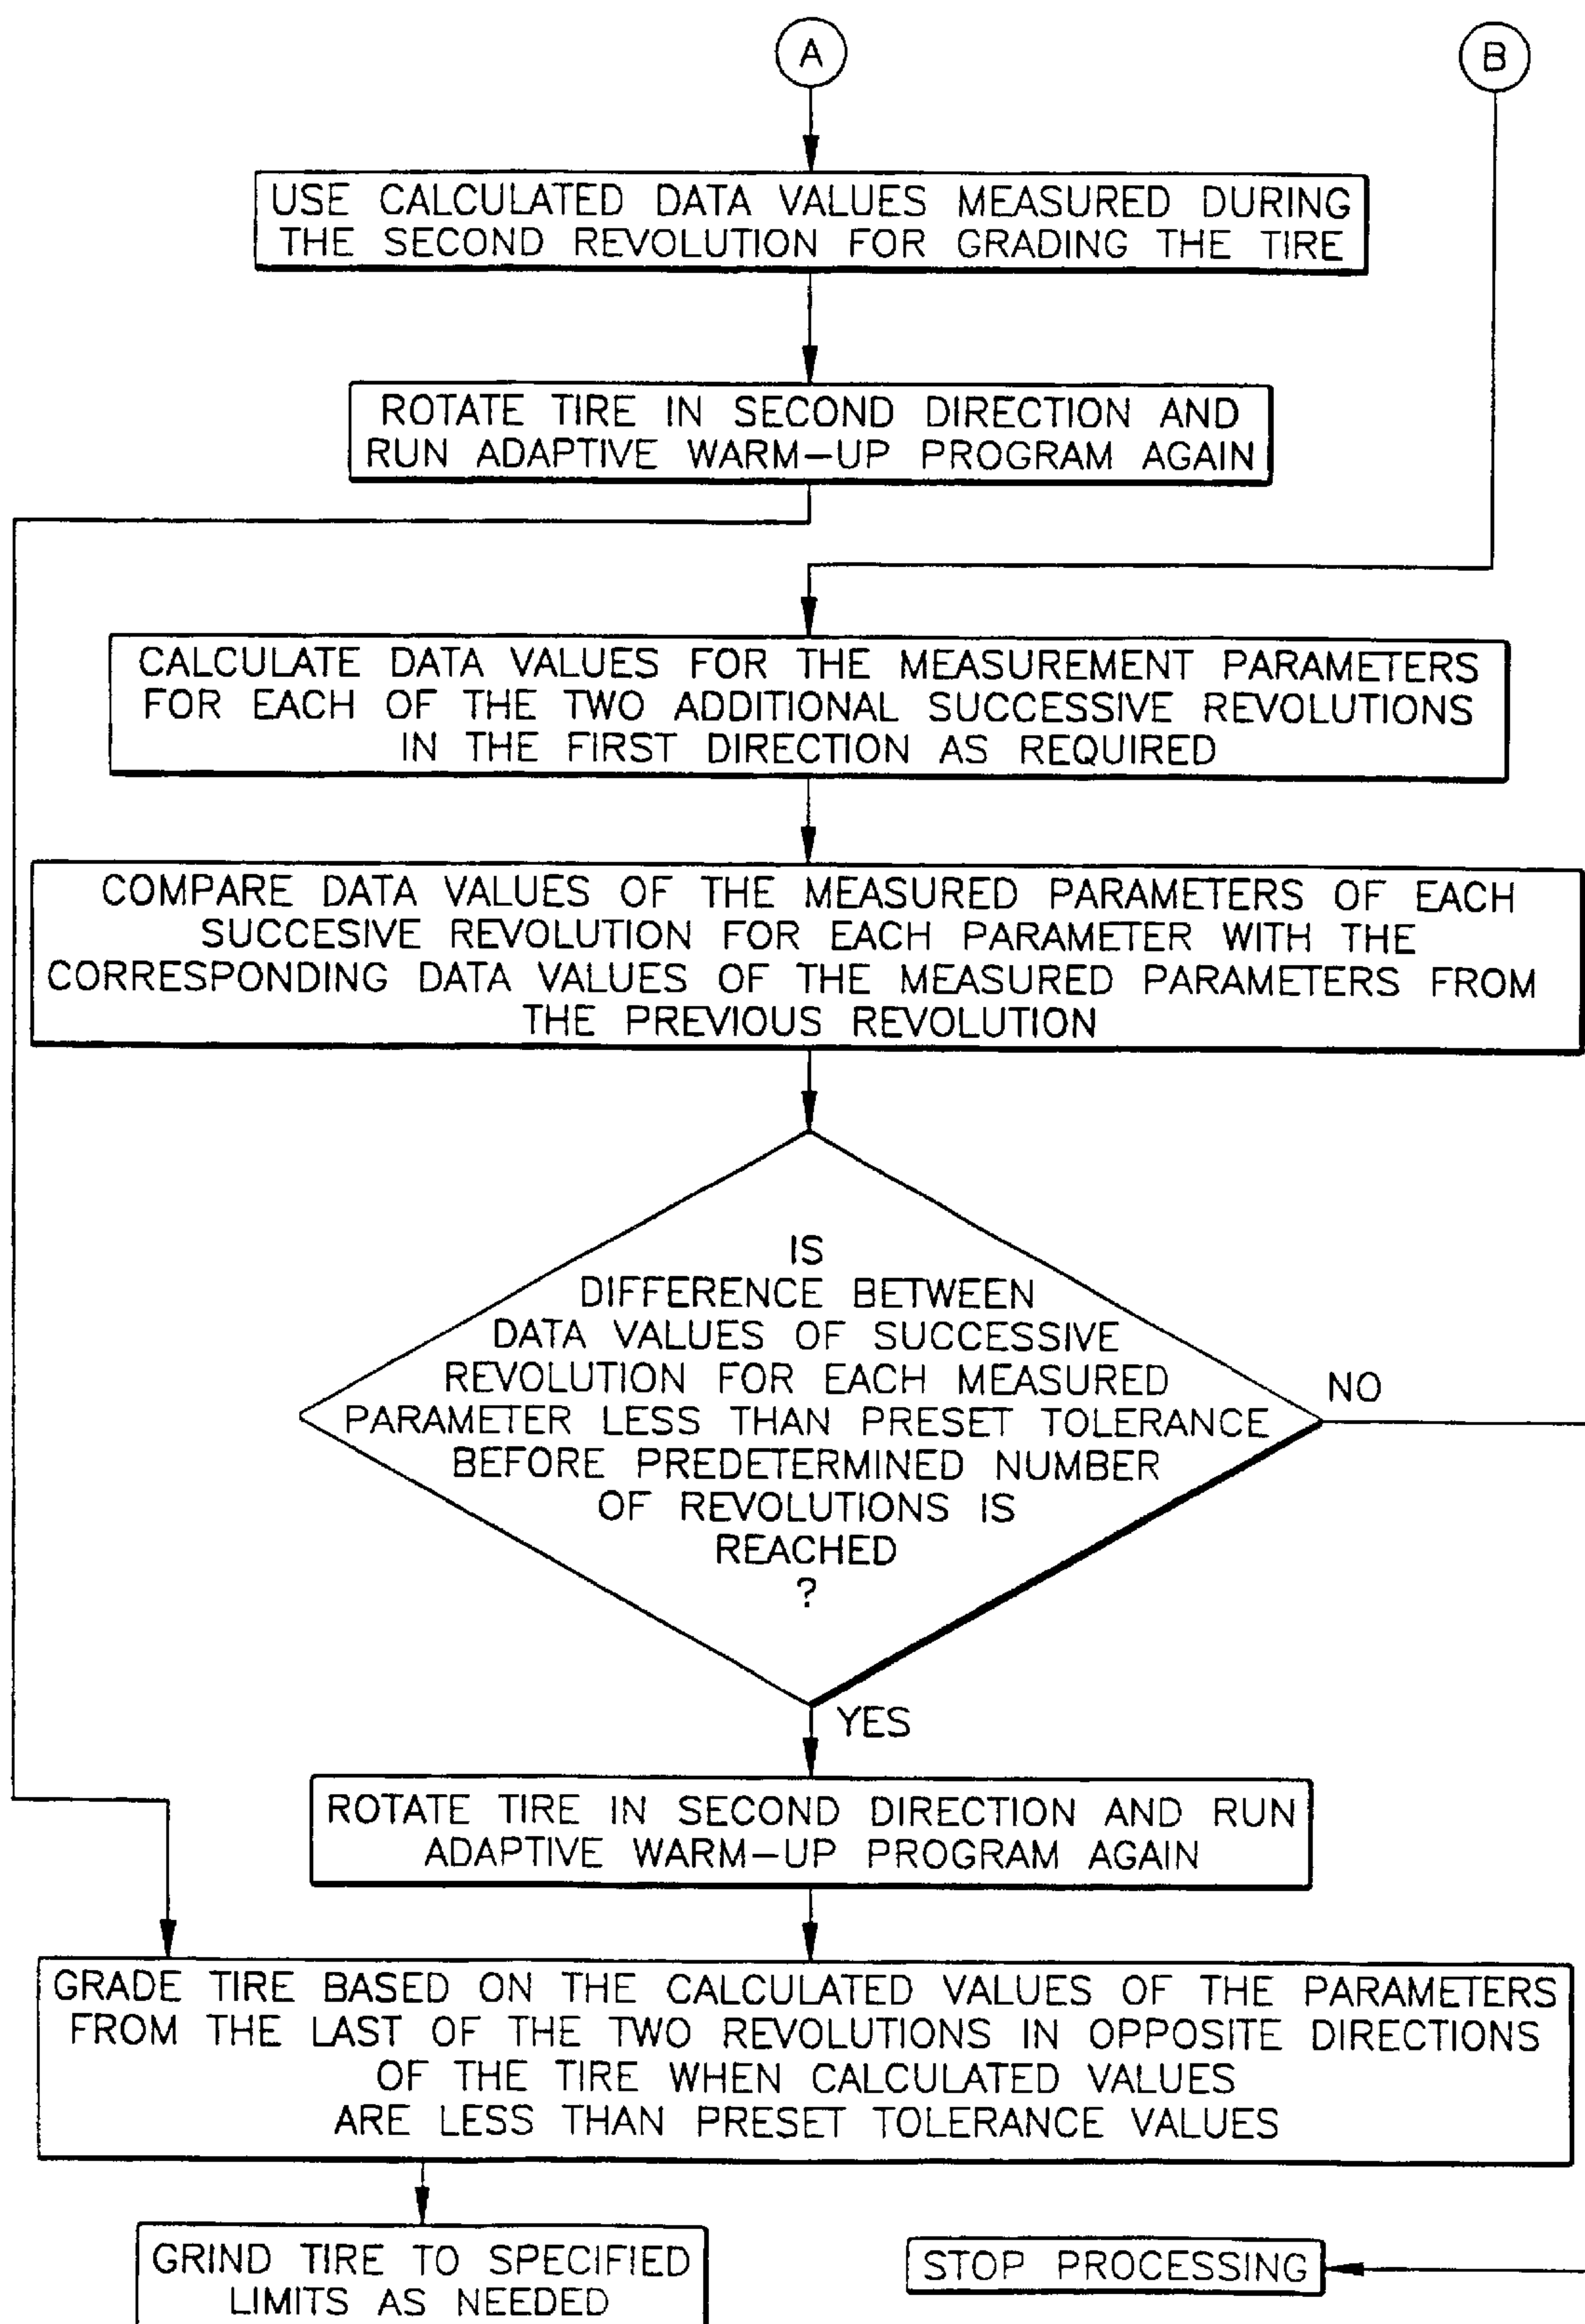 A
B
USE CALCULATED DATA VALUES MEASURED DURING
THE SECOND REVOLUTION FOR GRADING THE TIRE
ROTATE TIRE IN SECOND DIRECTION AND
RUN ADAPTIVE WARM-UP PROGRAM AGAIN
CALCULATE DATA VALUES FOR THE MEASUREMENT PARAMETERS
FOR EACH OF THE TWO ADDITIONAL SUCCESSIVE REVOLUTIONS
IN THE FIRST DIRECTION AS REQUIRED
COMPARE DATA VALUES OF THE MEASURED PARAMETERS OF EACH
SUCCESIVE REVOLUTION FOR EACH PARAMETER WITH THE
CORRESPONDING DATA VALUES OF THE MEASURED PARAMETERS FROM
THE PREVIOUS REVOLUTION
IS
DIFFERENCE BETWEEN
DATA VALUES OF SUCCESSIVE
REVOLUTION FOR EACH MEASURED
PARAMETER LESS THAN PRESET TOLERANCE
BEFORE PREDETERMINED NUMBER
OF REVOLUTIONS IS
REACHED
?
NO
YES
ROTATE TIRE IN SECOND DIRECTION AND RUN
ADAPTIVE WARM-UP PROGRAM AGAIN
GRADE TIRE BASED ON THE CALCULATED VALUES OF THE PARAMETERS
FROM THE LAST OF THE TWO REVOLUTIONS IN OPPOSITE DIRECTIONS
OF THE TIRE WHEN CALCULATED VALUES
ARE LESS THAN PRESET TOLERANCE VALUES
GRIND TIRE TO SPECIFIED
LIMITS AS NEEDED
STOP PROCESSING